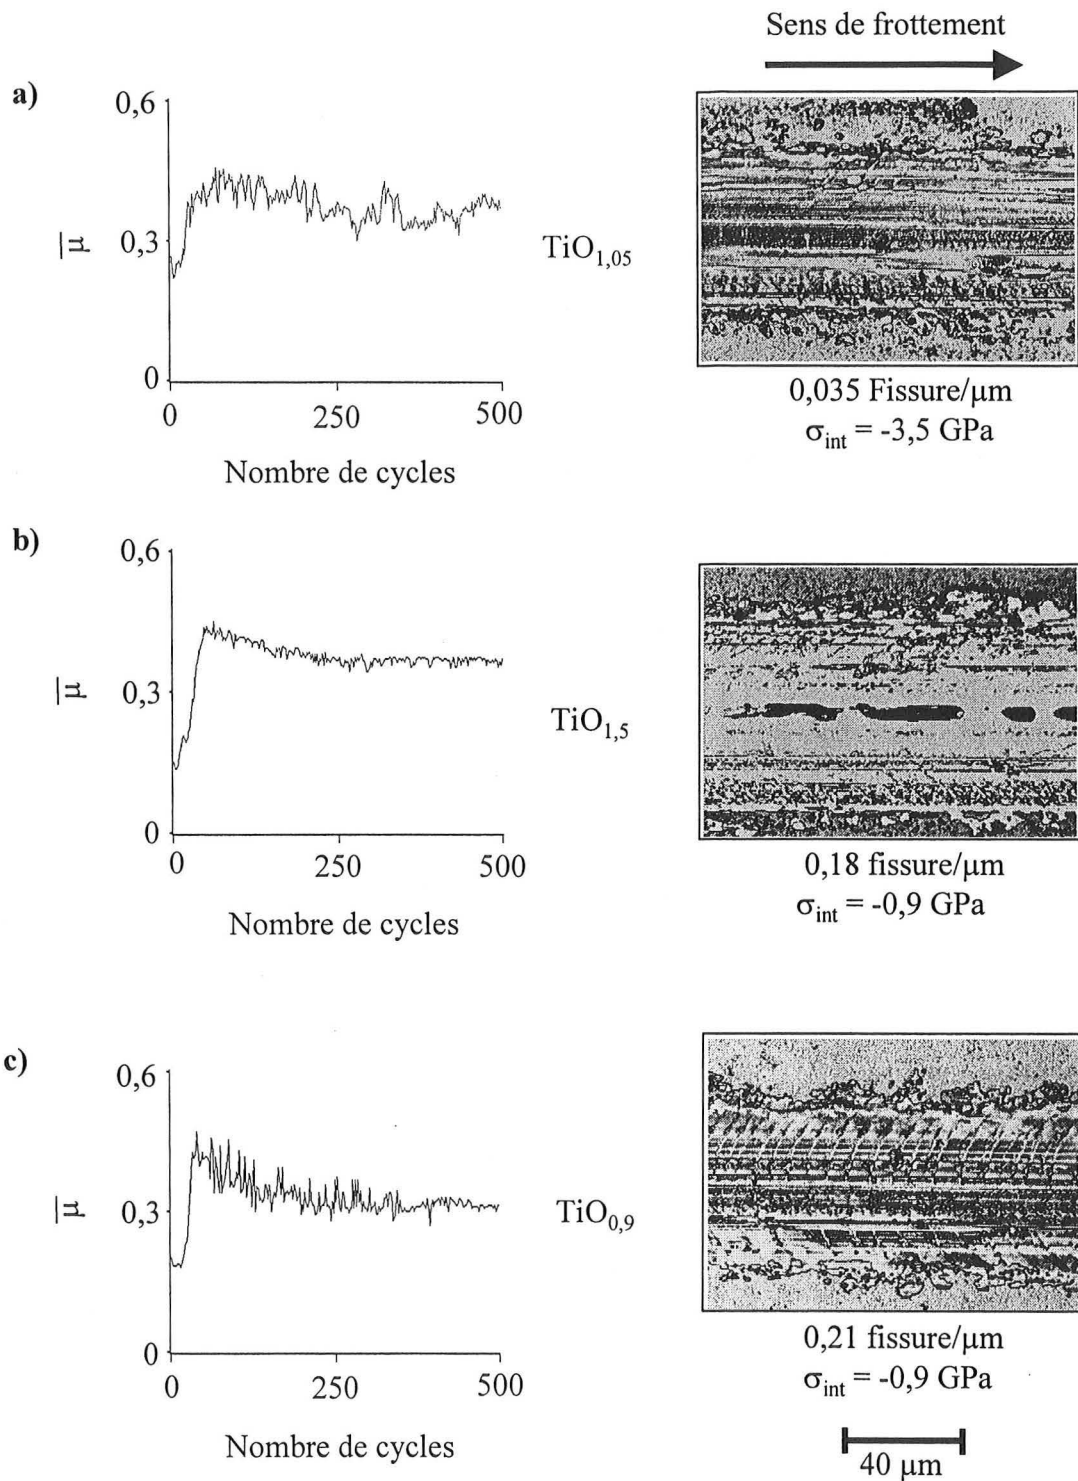 Sens de frottement
a)
0,6
0,3
0
μ
0
250
500
Nombre de cycles
TiO1,05
0,035 Fissure/μm
σint = -3,5 GPa
b)
0,6
0,3
0
μ
0
250
500
Nombre de cycles
TiO1,5
0,18 fissure/μm
σint = -0,9 GPa
c)
0,6
0,3
0
μ
0
250
500
Nombre de cycles
TiO0,9
0,21 fissure/μm
σint = -0,9 GPa
40 μm